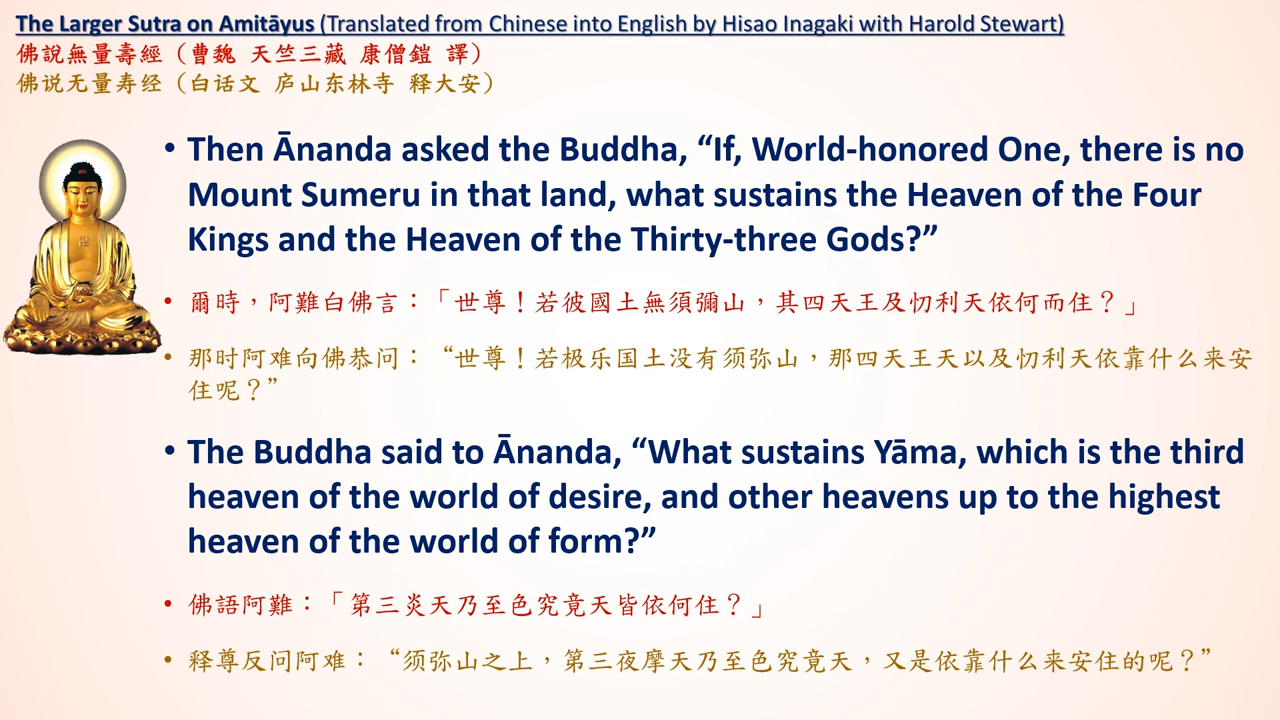 The Larger Sutra on Amitāyus (Translated from Chinese into English by Hisao Inagaki with Harold Stewart)
佛說無量壽經（曹魏 天竺三藏 康僧鎧 譯）
佛说无量寿经（白话文 庐山东林寺 释大安）
• Then Ānanda asked the Buddha, “If, World-honored One, there is no
Mount Sumeru in that land, what sustains the Heaven of the Four
Kings and the Heaven of the Thirty-three Gods?”
• 爾時，阿難白佛言：「世尊！若彼國土無須彌山，其四天王及忉利天依何而住？」
• 那时阿难向佛恭问：“世尊！若极乐国土没有须弥山，那四天王天以及忉利天依靠什么来安
住呢？”
• The Buddha said to Ānanda, “What sustains Yāma, which is the third
heaven of the world of desire, and other heavens up to the highest
heaven of the world of form?”
• 佛語阿難：「第三炎天乃至色究竟天皆依何住？」
• 释尊反问阿难：“须弥山之上，第三夜摩天乃至色究竟天，又是依靠什么来安住的呢？”